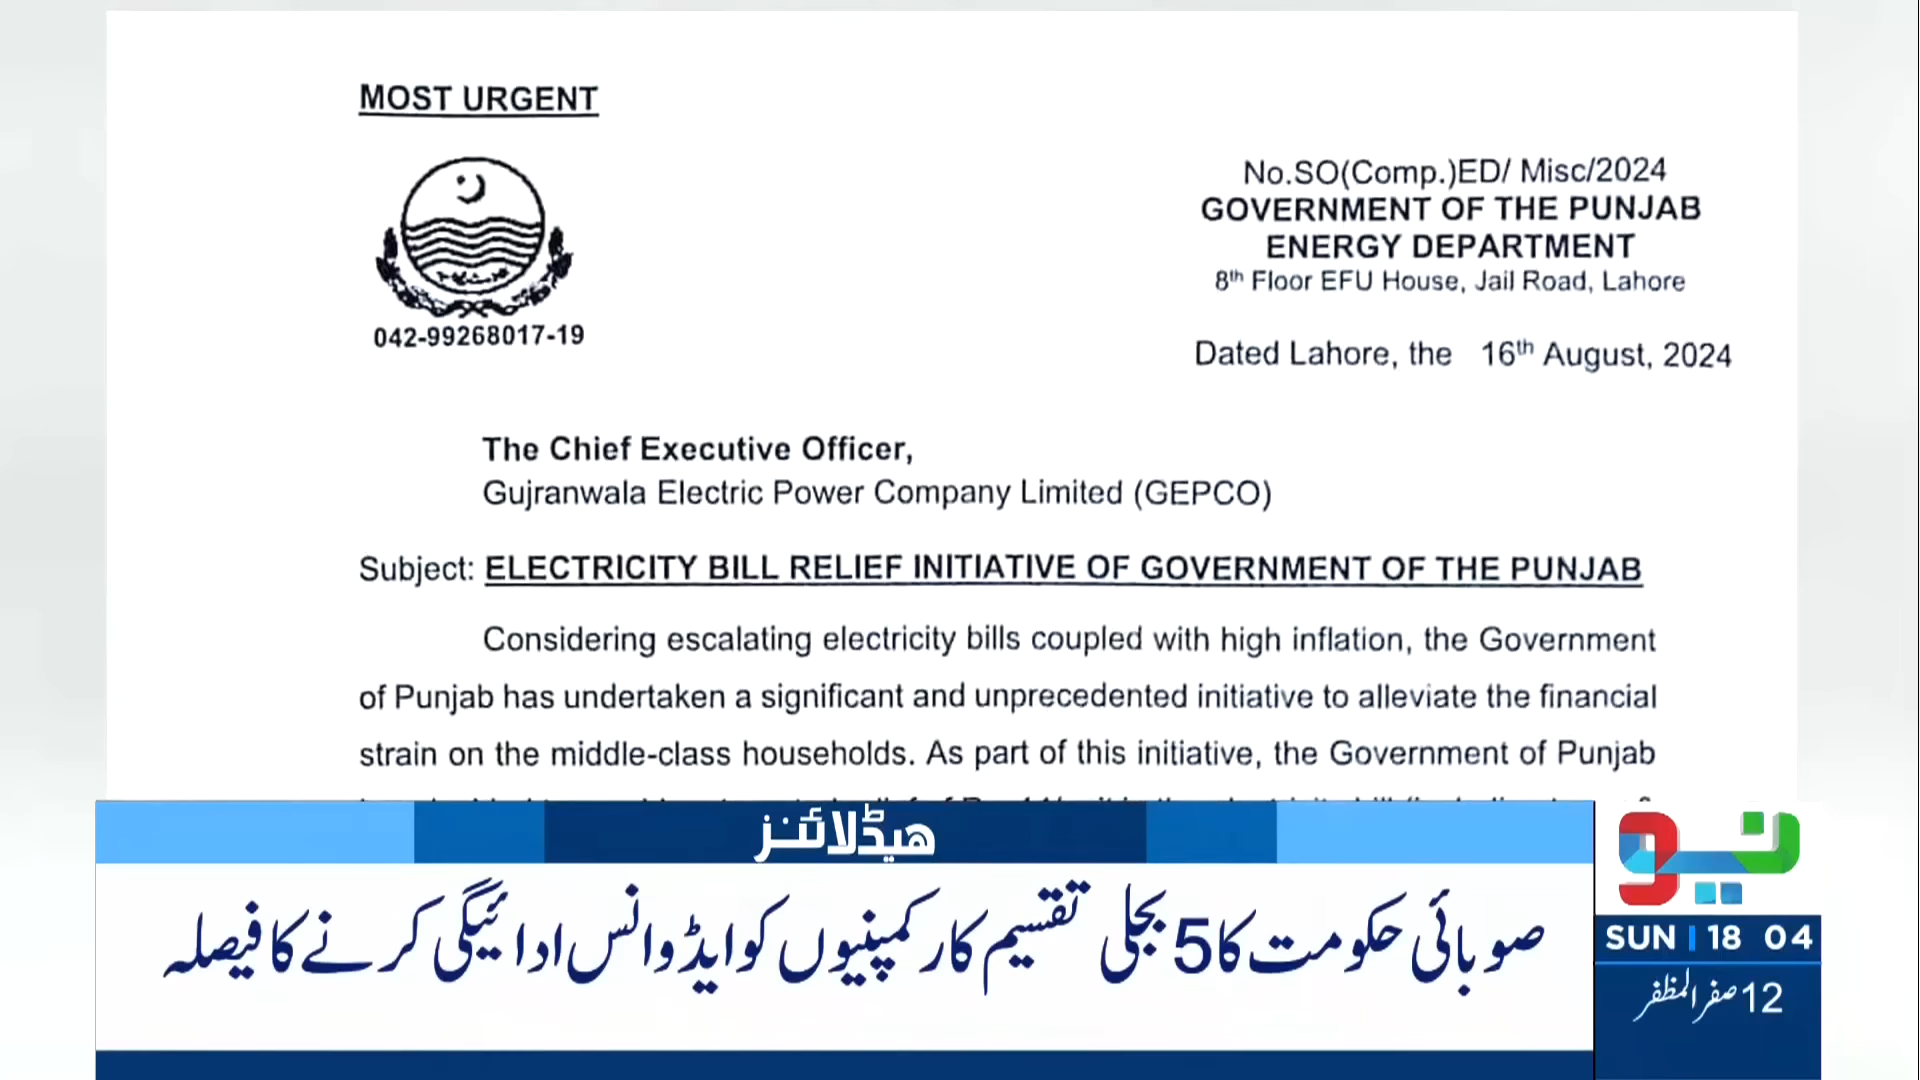 MOST URGENT
No.SO(Comp.)ED/ Misc/2024
GOVERNMENT OF THE PUNJAB
ENERGY DEPARTMENT
8th Floor EFU House, Jail Road, Lahore
042-99268017-19
Dated Lahore, the 16th August, 2024
The Chief Executive Officer,
Gujranwala Electric Power Company Limited (GEPCO)
Subject: ELECTRICITY BILL RELIEF INITIATIVE OF GOVERNMENT OF THE PUNJAB
Considering escalating electricity bills coupled with high inflation, the Government
of Punjab has undertaken a significant and unprecedented initiative to alleviate the financial
strain on the middle-class households. As part of this initiative, the Government of Punjab
ھیڈلائنز
صوبائی حکومت کا 5 بجلی تقسیم کار کمپنیوں کو ایڈوانس ادائیگی کرنے کا فیصلہ
نیو
SUN 18 04
12 صفر المظفر